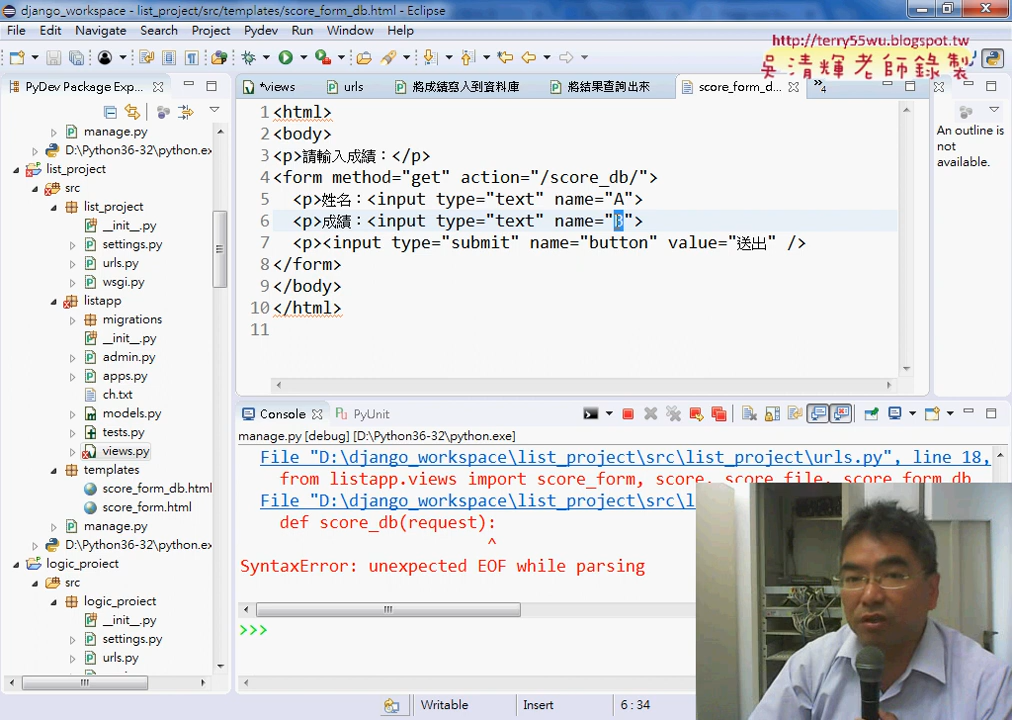 django_workspace - list_project/src/templates/score_form_db.html - Eclipse
File Edit Navigate Search Project Pydev Run Window Help
http://terry55wu.blogspot.tw
吳清輝老師錄製
PyDev Package Exp...
*views
urls
將成績寫入到資料庫
將結果查詢出來
score_form_d...
4
manage.py
D:\Python36-32\python.ex
list_project
src
list_project
__init__.py
settings.py
urls.py
wsgi.py
listapp
migrations
__init__.py
admin.py
apps.py
ch.txt
models.py
tests.py
views.py
templates
score_form_db.html
score_form.html
manage.py
D:\Python36-32\python.ex
logic_project
src
logic_project
__init__.py
settings.py
urls.py
1 <html>
2 <body>
3 <p>請輸入成績：</p>
4 <form method="get" action="/score_db/">
5 <p>姓名：<input type="text" name="A">
6 <p>成績：<input type="text" name="B">
7 <p><input type="submit" name="button" value="送出" />
8 </form>
9 </body>
10 </html>
11
An outline is
not
available.
Console
PyUnit
manage.py [debug] [D:\Python36-32\python.exe]
File "D:\django_workspace\list_project\src\list_project\urls.py", line 18,
from listapp.views import score_form, score, score_file, score_form_db
File "D:\django_workspace\list_project\src\l
def score_db(request):
^
SyntaxError: unexpected EOF while parsing
>>>
Writable
Insert
6 : 34